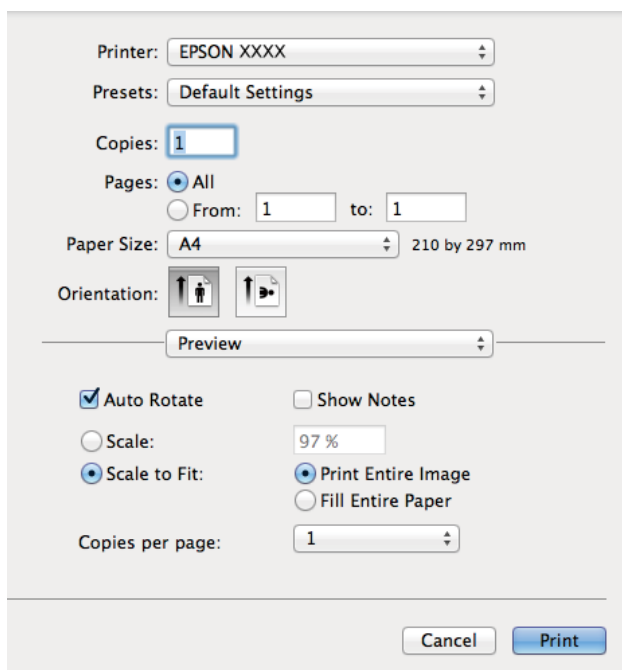 Printer: EPSON XXXX
Presets: Default Settings
Copies: 1
Pages: All
From: 1 to: 1
Paper Size: A4 210 by 297 mm
Orientation:
Preview
Auto Rotate Show Notes
Scale: 97 %
Scale to Fit: Print Entire Image
Fill Entire Paper
Copies per page: 1
Cancel Print